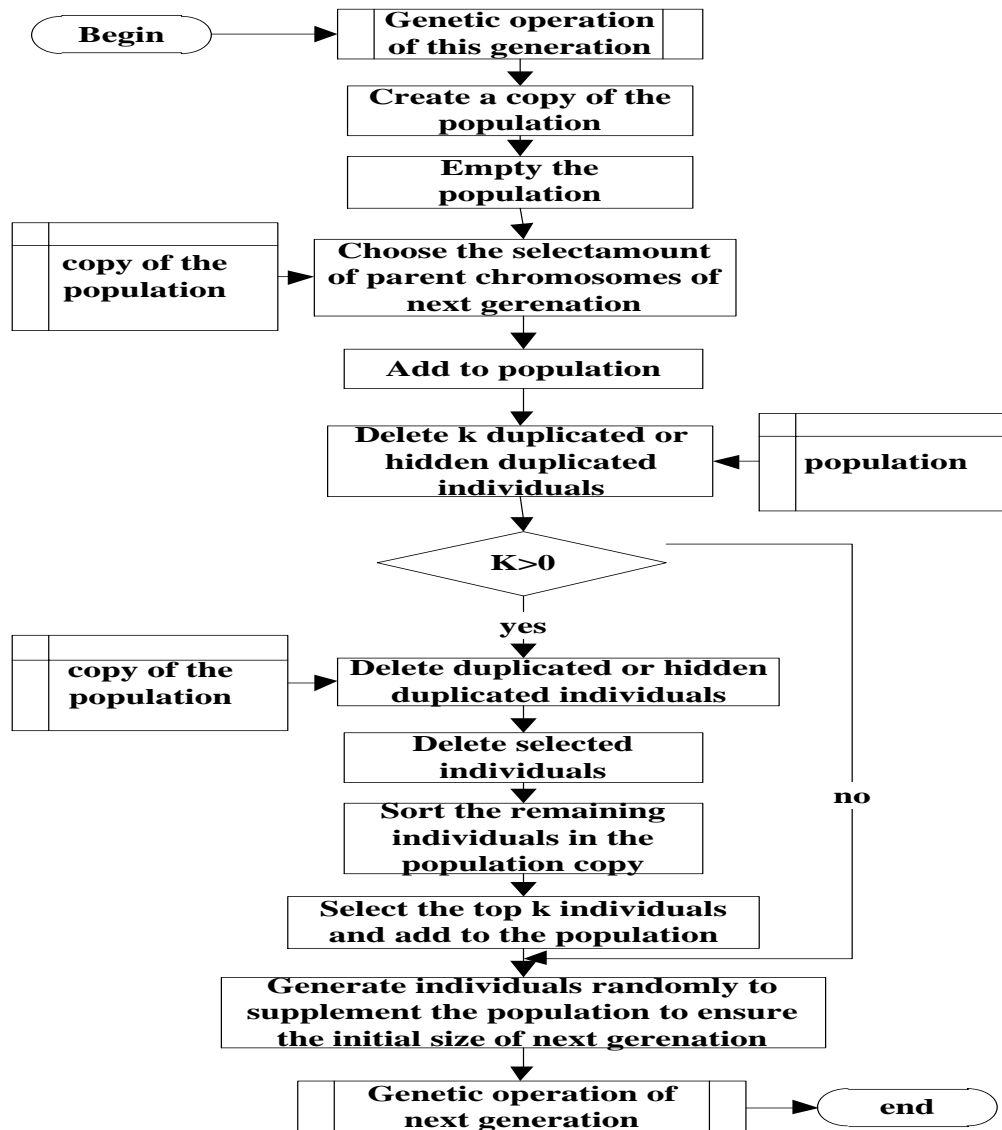 Begin
Genetic operation
of this generation
Create a copy of the
population
Empty the
population
copy of the
population
Choose the selectamount
of parent chromosomes of
next gerenation
Add to population
Delete k duplicated or
hidden duplicated
individuals
population
K>0
yes
copy of the
population
Delete duplicated or hidden
duplicated individuals
Delete selected
individuals
no
Sort the remaining
individuals in the
population copy
Select the top k individuals
and add to the population
Generate individuals randomly to
supplement the population to ensure
the initial size of next gerenation
Genetic operation of
next generation
end